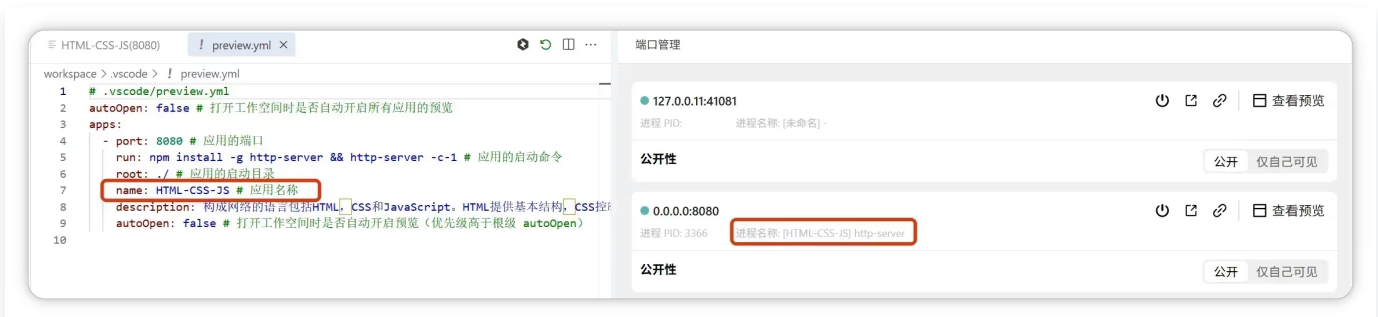 HTML-CSS-JS(8080)
! preview.yml ×
workspace > .vscode > ! preview.yml
1 # .vscode/preview.yml
2 autoOpen: false # 打开工作空间时是否自动开启所有应用的预览
3 apps:
4 - port: 8080 # 应用的端口
5 run: npm install -g http-server && http-server -c-1 # 应用的启动命令
6 root: ./ # 应用的启动目录
7 name: HTML-CSS-JS # 应用名称
8 description: 构成网络的语言包括HTML，CSS和JavaScript。HTML提供基本结构，CSS控
9 autoOpen: false # 打开工作空间时是否自动开启预览（优先级高于根级 autoOpen）
10
端口管理
127.0.0.11:41081
查看预览
进程 PID: 进程名称: [未命名] -
公开性
公开 仅自己可见
0.0.0.0:8080
查看预览
进程 PID: 3366 进程名称: [HTML-CSS-JS] http-server
公开性
公开 仅自己可见